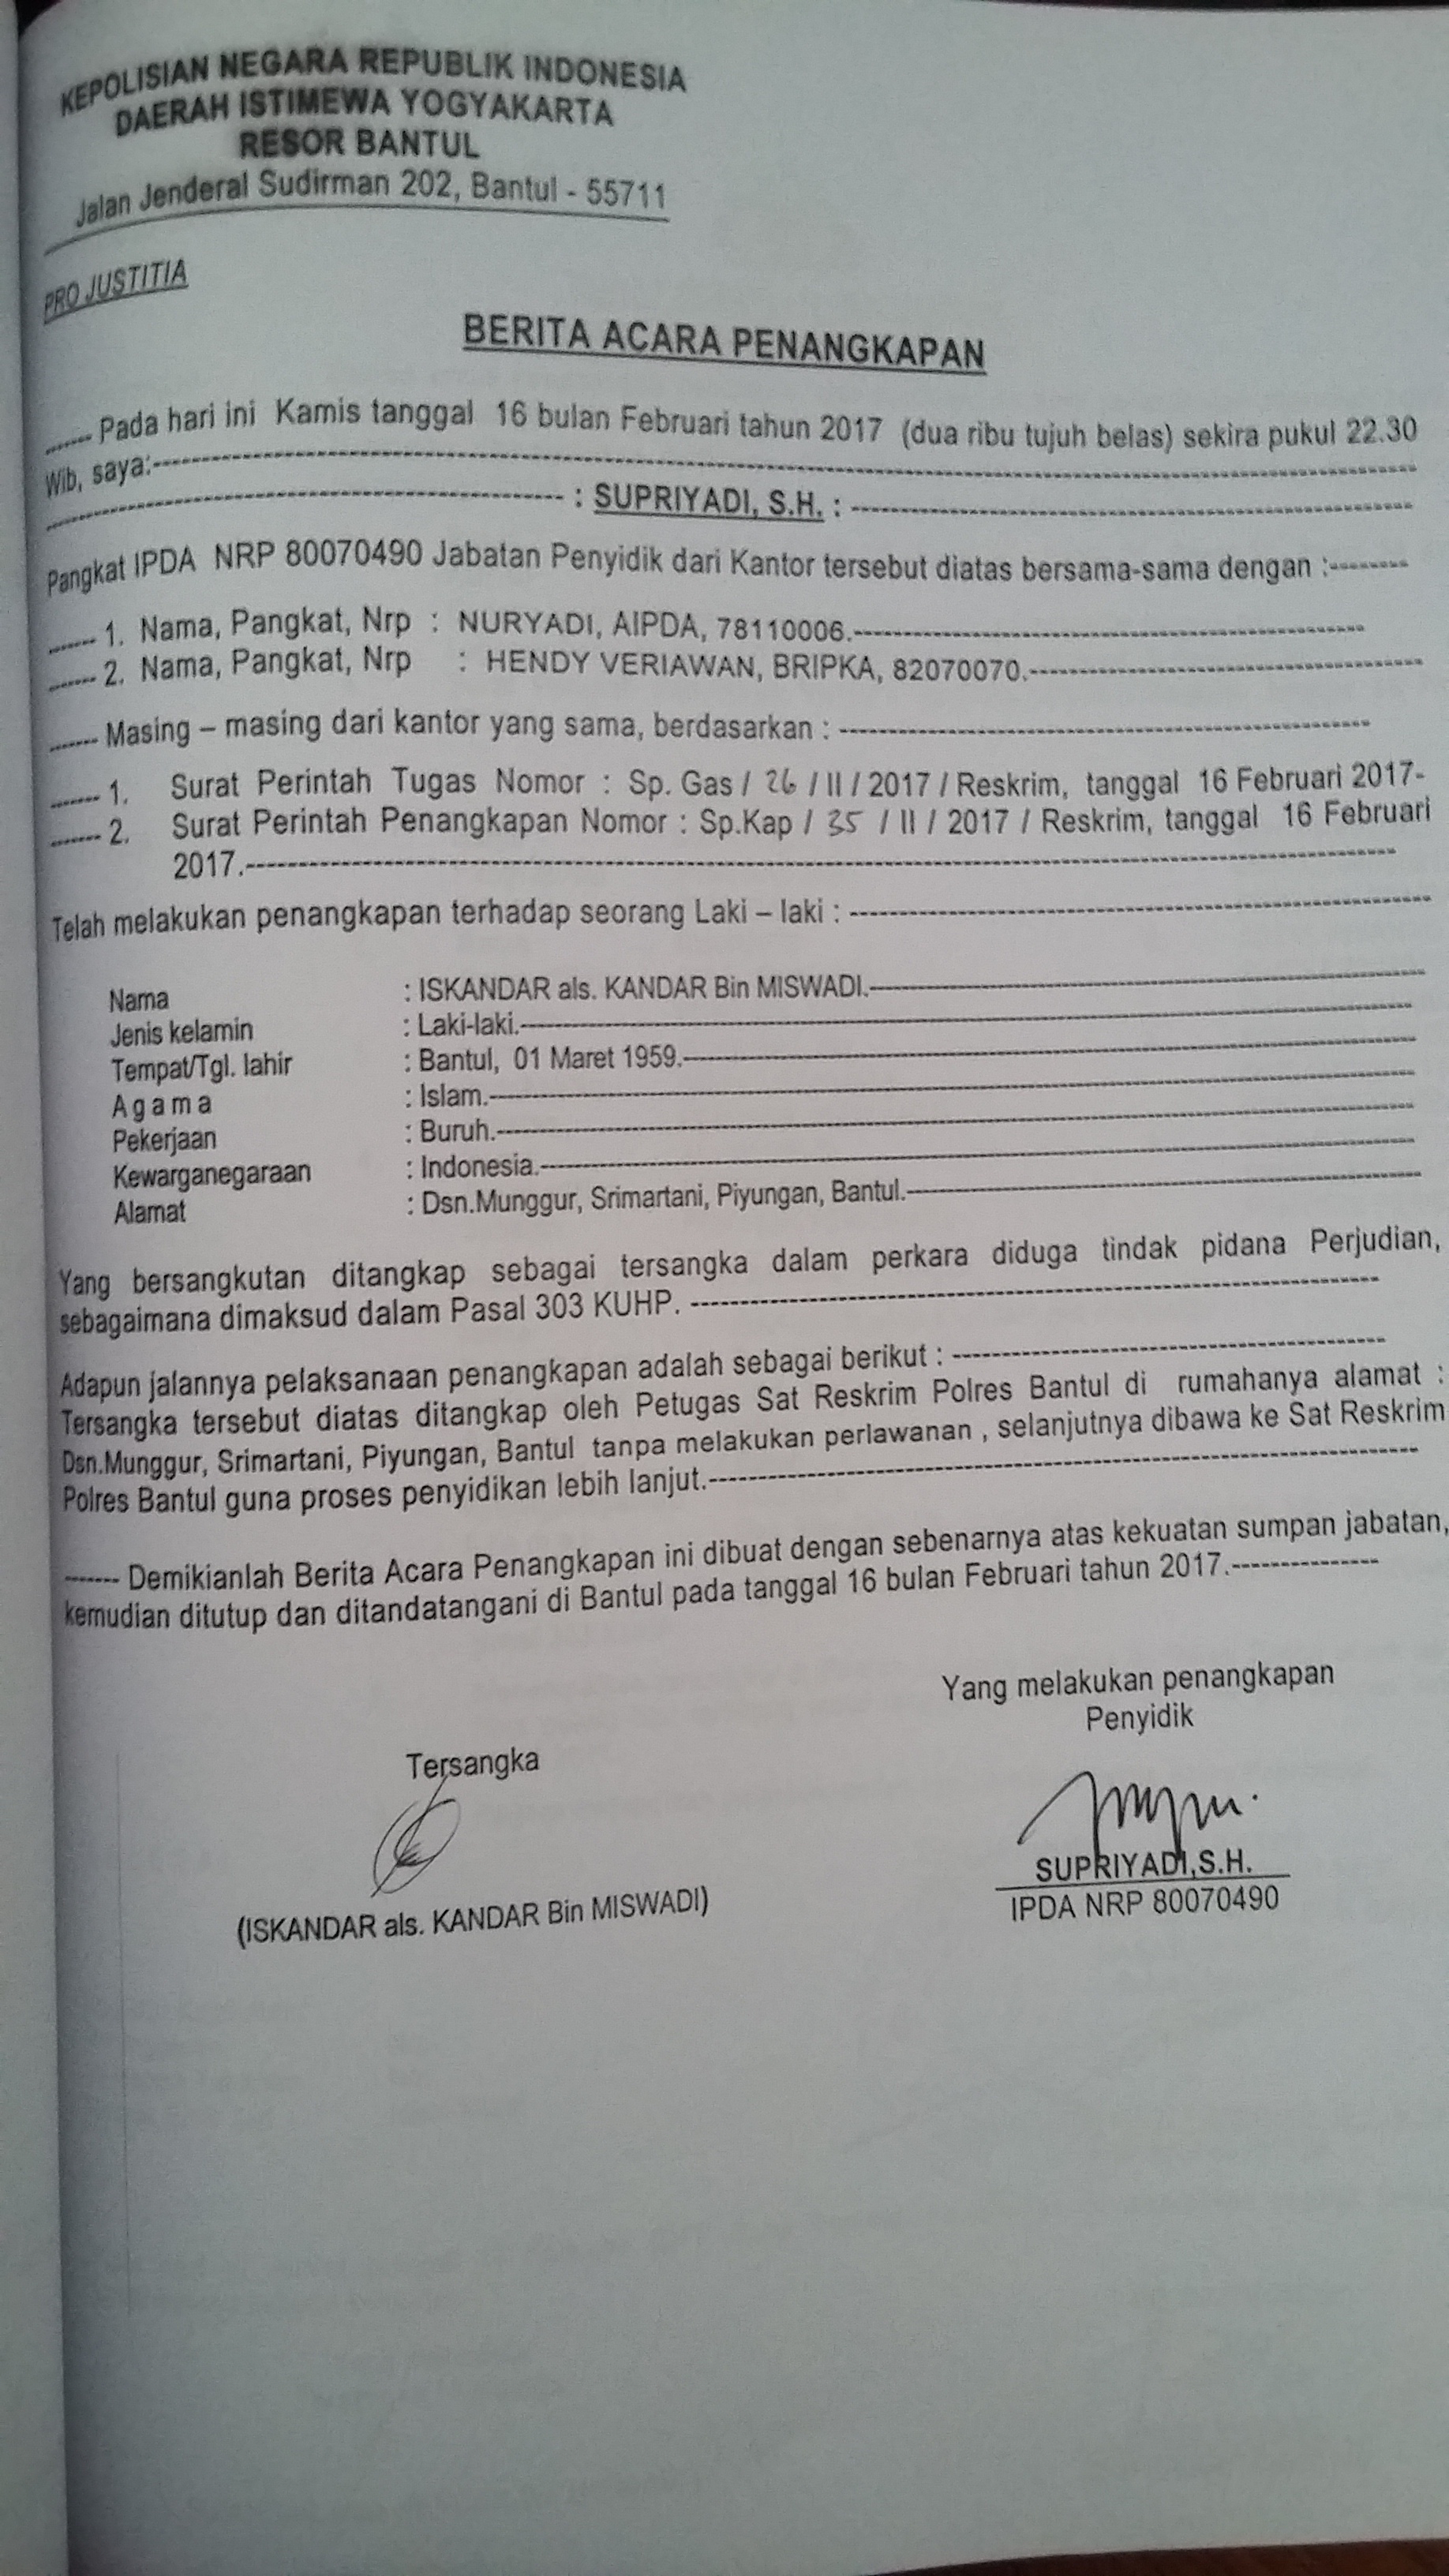 KEPOLISIAN NEGARA REPUBLIK INDONESIA
DAERAH ISTIMEWA YOGYAKARTA
RESOR BANTUL
Jalan Jenderal Sudirman 202, Bantul - 55711
PRO JUSTITIA
BERITA ACARA PENANGKAPAN
------- Pada hari ini Kamis tanggal 16 bulan Februari tahun 2017 (dua ribu tujuh belas) sekira pukul 22.30
Wib, saya:-------
------- : SUPRIYADI, S.H. : -------
Pangkat IPDA NRP 80070490 Jabatan Penyidik dari Kantor tersebut diatas bersama-sama dengan :-------
------- 1. Nama, Pangkat, Nrp : NURYADI, AIPDA, 78110006.-------
------- 2. Nama, Pangkat, Nrp : HENDY VERIAWAN, BRIPKA, 82070070.-------
------- Masing – masing dari kantor yang sama, berdasarkan : -------
------- 1. Surat Perintah Tugas Nomor : Sp. Gas / 26 / II / 2017 / Reskrim, tanggal 16 Februari 2017-
------- 2. Surat Perintah Penangkapan Nomor : Sp.Kap / 35 / II / 2017 / Reskrim, tanggal 16 Februari
2017.-------
Telah melakukan penangkapan terhadap seorang Laki – laki : -------
Nama : ISKANDAR als. KANDAR Bin MISWADI.-------
Jenis kelamin : Laki-laki.-------
Tempat/Tgl. lahir : Bantul, 01 Maret 1959.-------
A g a m a : Islam.-------
Pekerjaan : Buruh.-------
Kewarganegaraan : Indonesia.-------
Alamat : Dsn.Munggur, Srimartani, Piyungan, Bantul.-------
Yang bersangkutan ditangkap sebagai tersangka dalam perkara diduga tindak pidana Perjudian,
sebagaimana dimaksud dalam Pasal 303 KUHP. -------
Adapun jalannya pelaksanaan penangkapan adalah sebagai berikut : -------
Tersangka tersebut diatas ditangkap oleh Petugas Sat Reskrim Polres Bantul di rumahanya alamat :
Dsn.Munggur, Srimartani, Piyungan, Bantul tanpa melakukan perlawanan , selanjutnya dibawa ke Sat Reskrim
Polres Bantul guna proses penyidikan lebih lanjut.-------
------- Demikianlah Berita Acara Penangkapan ini dibuat dengan sebenarnya atas kekuatan sumpan jabatan,
kemudian ditutup dan ditandatangani di Bantul pada tanggal 16 bulan Februari tahun 2017.-------
Yang melakukan penangkapan
Penyidik
Tersangka
SUPRIYADI,S.H.
IPDA NRP 80070490
(ISKANDAR als. KANDAR Bin MISWADI)